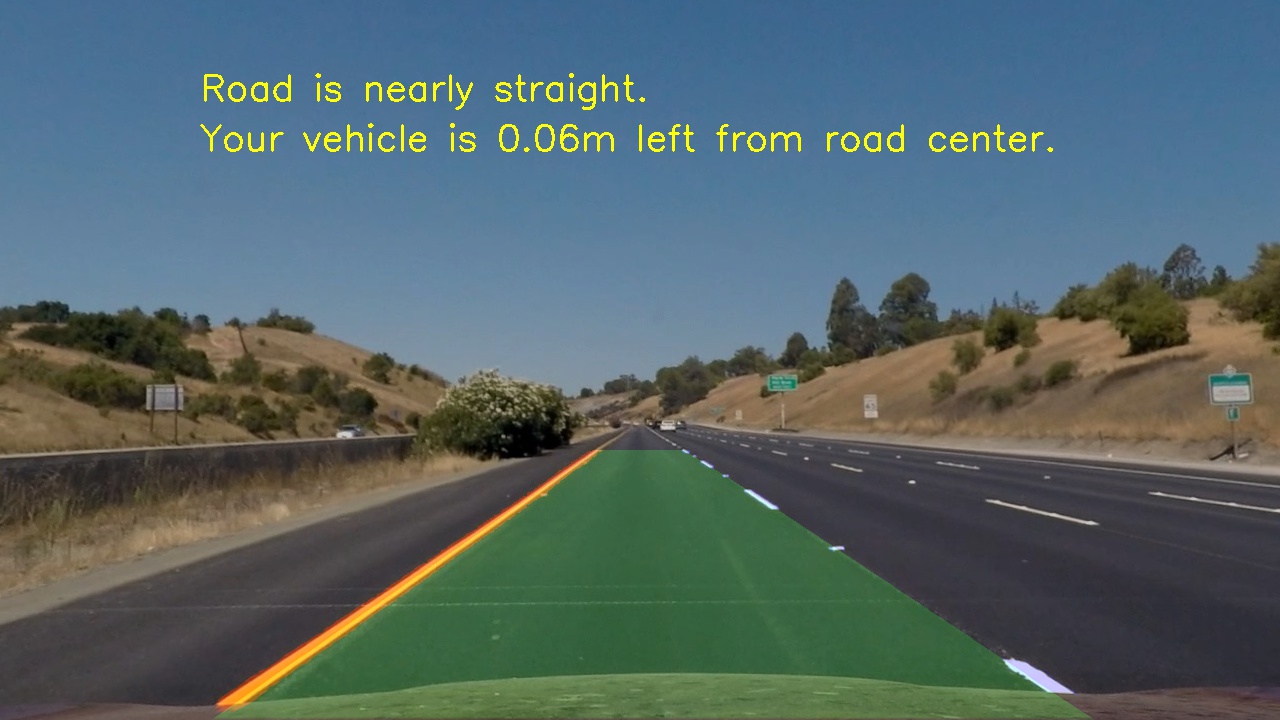 Road is nearly straight.
Your vehicle is 0.06m left from road center.